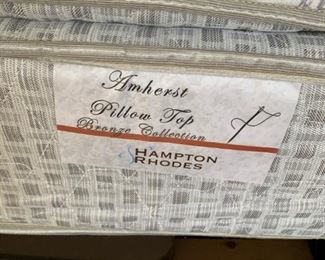 Amherst
Pillow Top
Bronze Collection
HAMPTON
RHODES